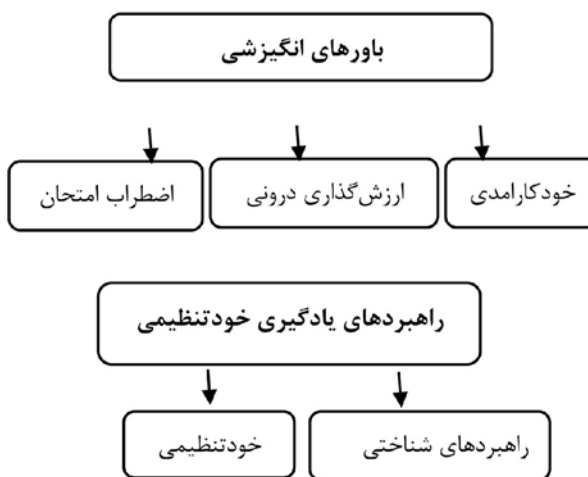 باورهای انگیزشی
خودکارامدی
ارزش‌گذاری درونی
اضطراب امتحان
راهبردهای یادگیری خودتنظیمی
راهبردهای شناختی
خودتنظیمی